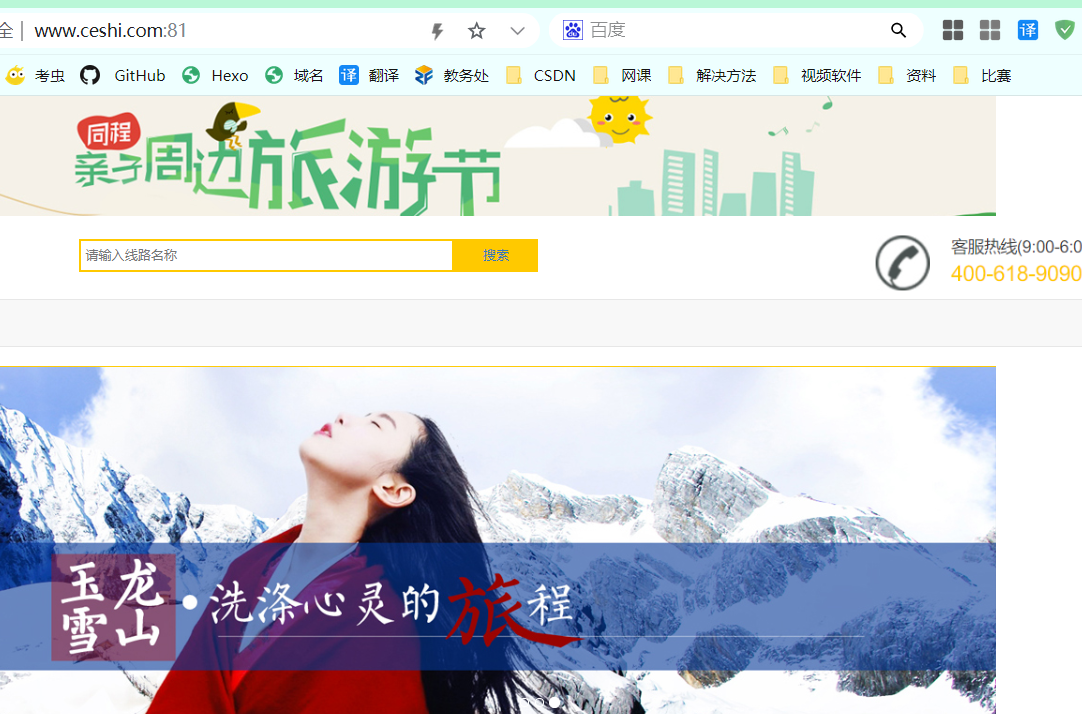 全 www.ceshi.com:81 百度 译
考虫 GitHub Hexo 域名 译 翻译 教务处 CSDN 网课 解决方法 视频软件 资料 比赛
同程
亲子周边旅游节
请输入线路名称 搜索
客服热线(9:00-6:0
400-618-9090
玉龙
雪山
·洗涤心灵的旅程